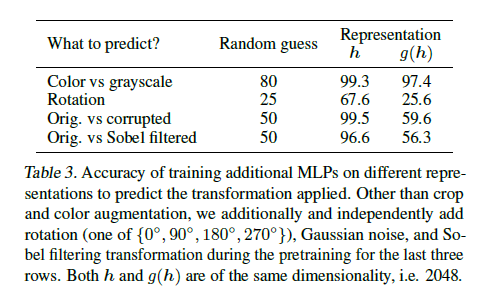 What to predict? Random guess Representation
h g(h)
Color vs grayscale 80 99.3 97.4
Rotation 25 67.6 25.6
Orig. vs corrupted 50 99.5 59.6
Orig. vs Sobel filtered 50 96.6 56.3
Table 3. Accuracy of training additional MLPs on different repre-
sentations to predict the transformation applied. Other than crop
and color augmentation, we additionally and independently add
rotation (one of {0°, 90°, 180°, 270°}), Gaussian noise, and So-
bel filtering transformation during the pretraining for the last three
rows. Both h and g(h) are of the same dimensionality, i.e. 2048.